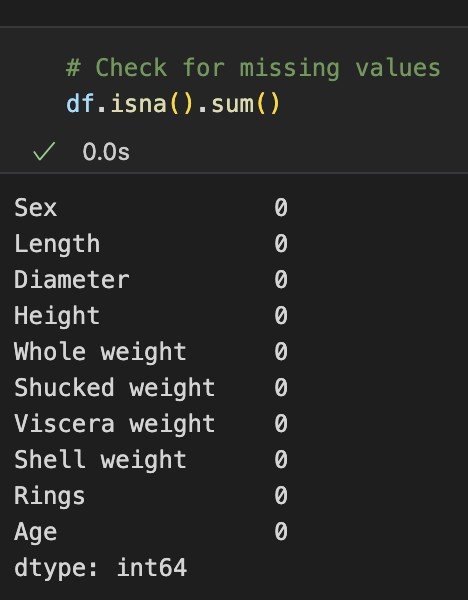 # Check for missing values
df.isna().sum()
✓ 0.0s
Sex 0
Length 0
Diameter 0
Height 0
Whole weight 0
Shucked weight 0
Viscera weight 0
Shell weight 0
Rings 0
Age 0
dtype: int64